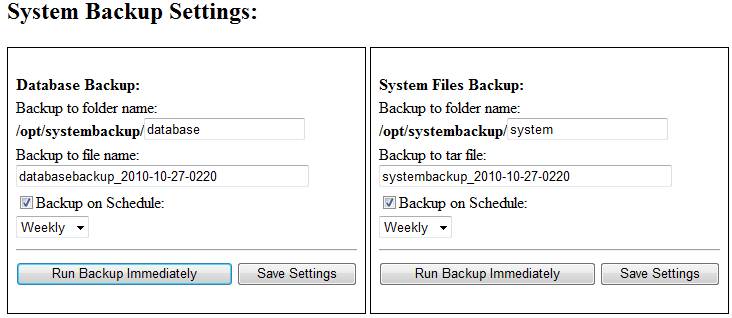 System Backup Settings:
Database Backup:
Backup to folder name:
/opt/systembackup/database
Backup to file name:
databasebackup_2010-10-27-0220
Backup on Schedule:
Weekly
Run Backup Immediately Save Settings
System Files Backup:
Backup to folder name:
/opt/systembackup/system
Backup to tar file:
systembackup_2010-10-27-0220
Backup on Schedule:
Weekly
Run Backup Immediately Save Settings